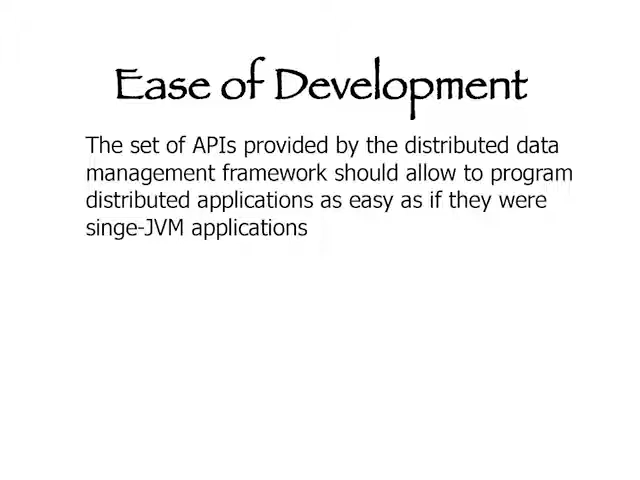 Ease of Development
The set of APIs provided by the distributed data
management framework should allow to program
distributed applications as easy as if they were
singe-JVM applications